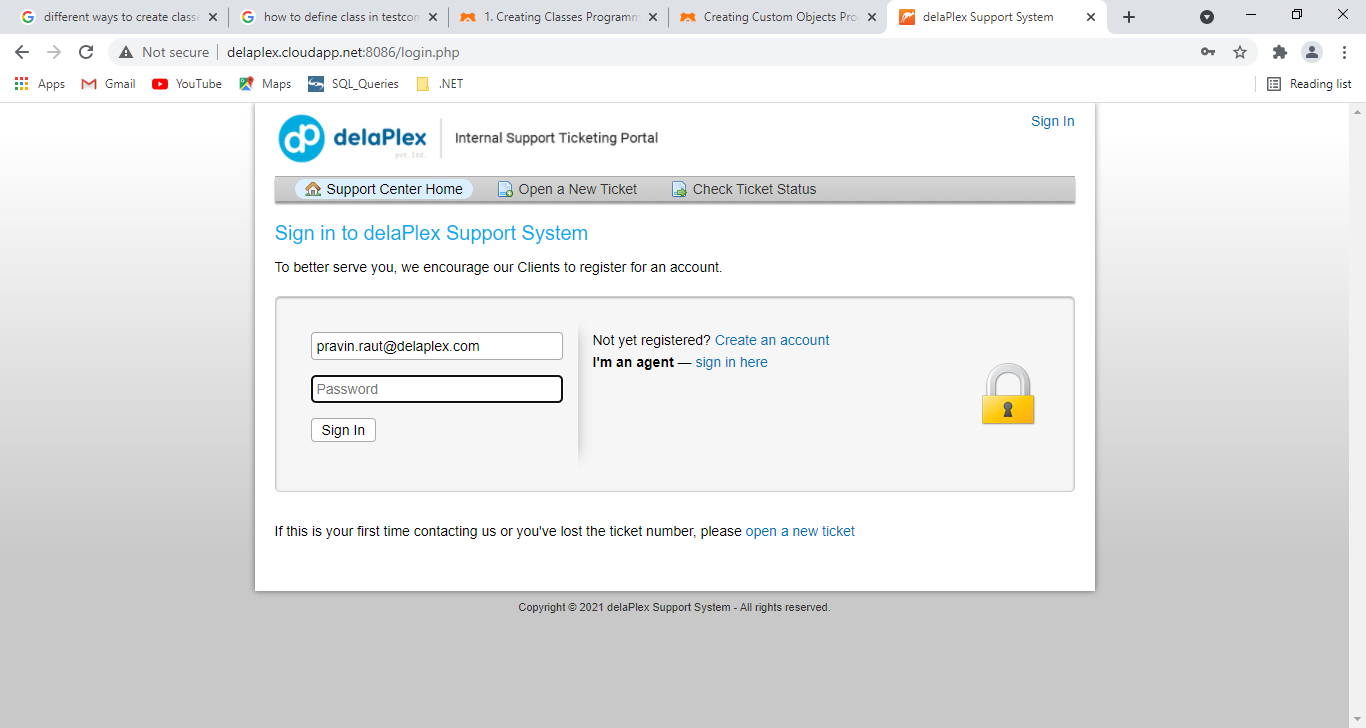 different ways to create classe
how to define class in testcom
1. Creating Classes Programm
Creating Custom Objects Pro
delaPlex Support System
Not secure
delaplex.cloudapp.net:8086/login.php
Apps
Gmail
YouTube
Maps
SQL_Queries
.NET
Reading list
dp delaPlex
pvt.ltd.
Internal Support Ticketing Portal
Sign In
Support Center Home
Open a New Ticket
Check Ticket Status
Sign in to delaPlex Support System
To better serve you, we encourage our Clients to register for an account.
pravin.raut@delaplex.com
Password
Sign In
Not yet registered? Create an account
I'm an agent — sign in here
If this is your first time contacting us or you've lost the ticket number, please open a new ticket
Copyright © 2021 delaPlex Support System - All rights reserved.